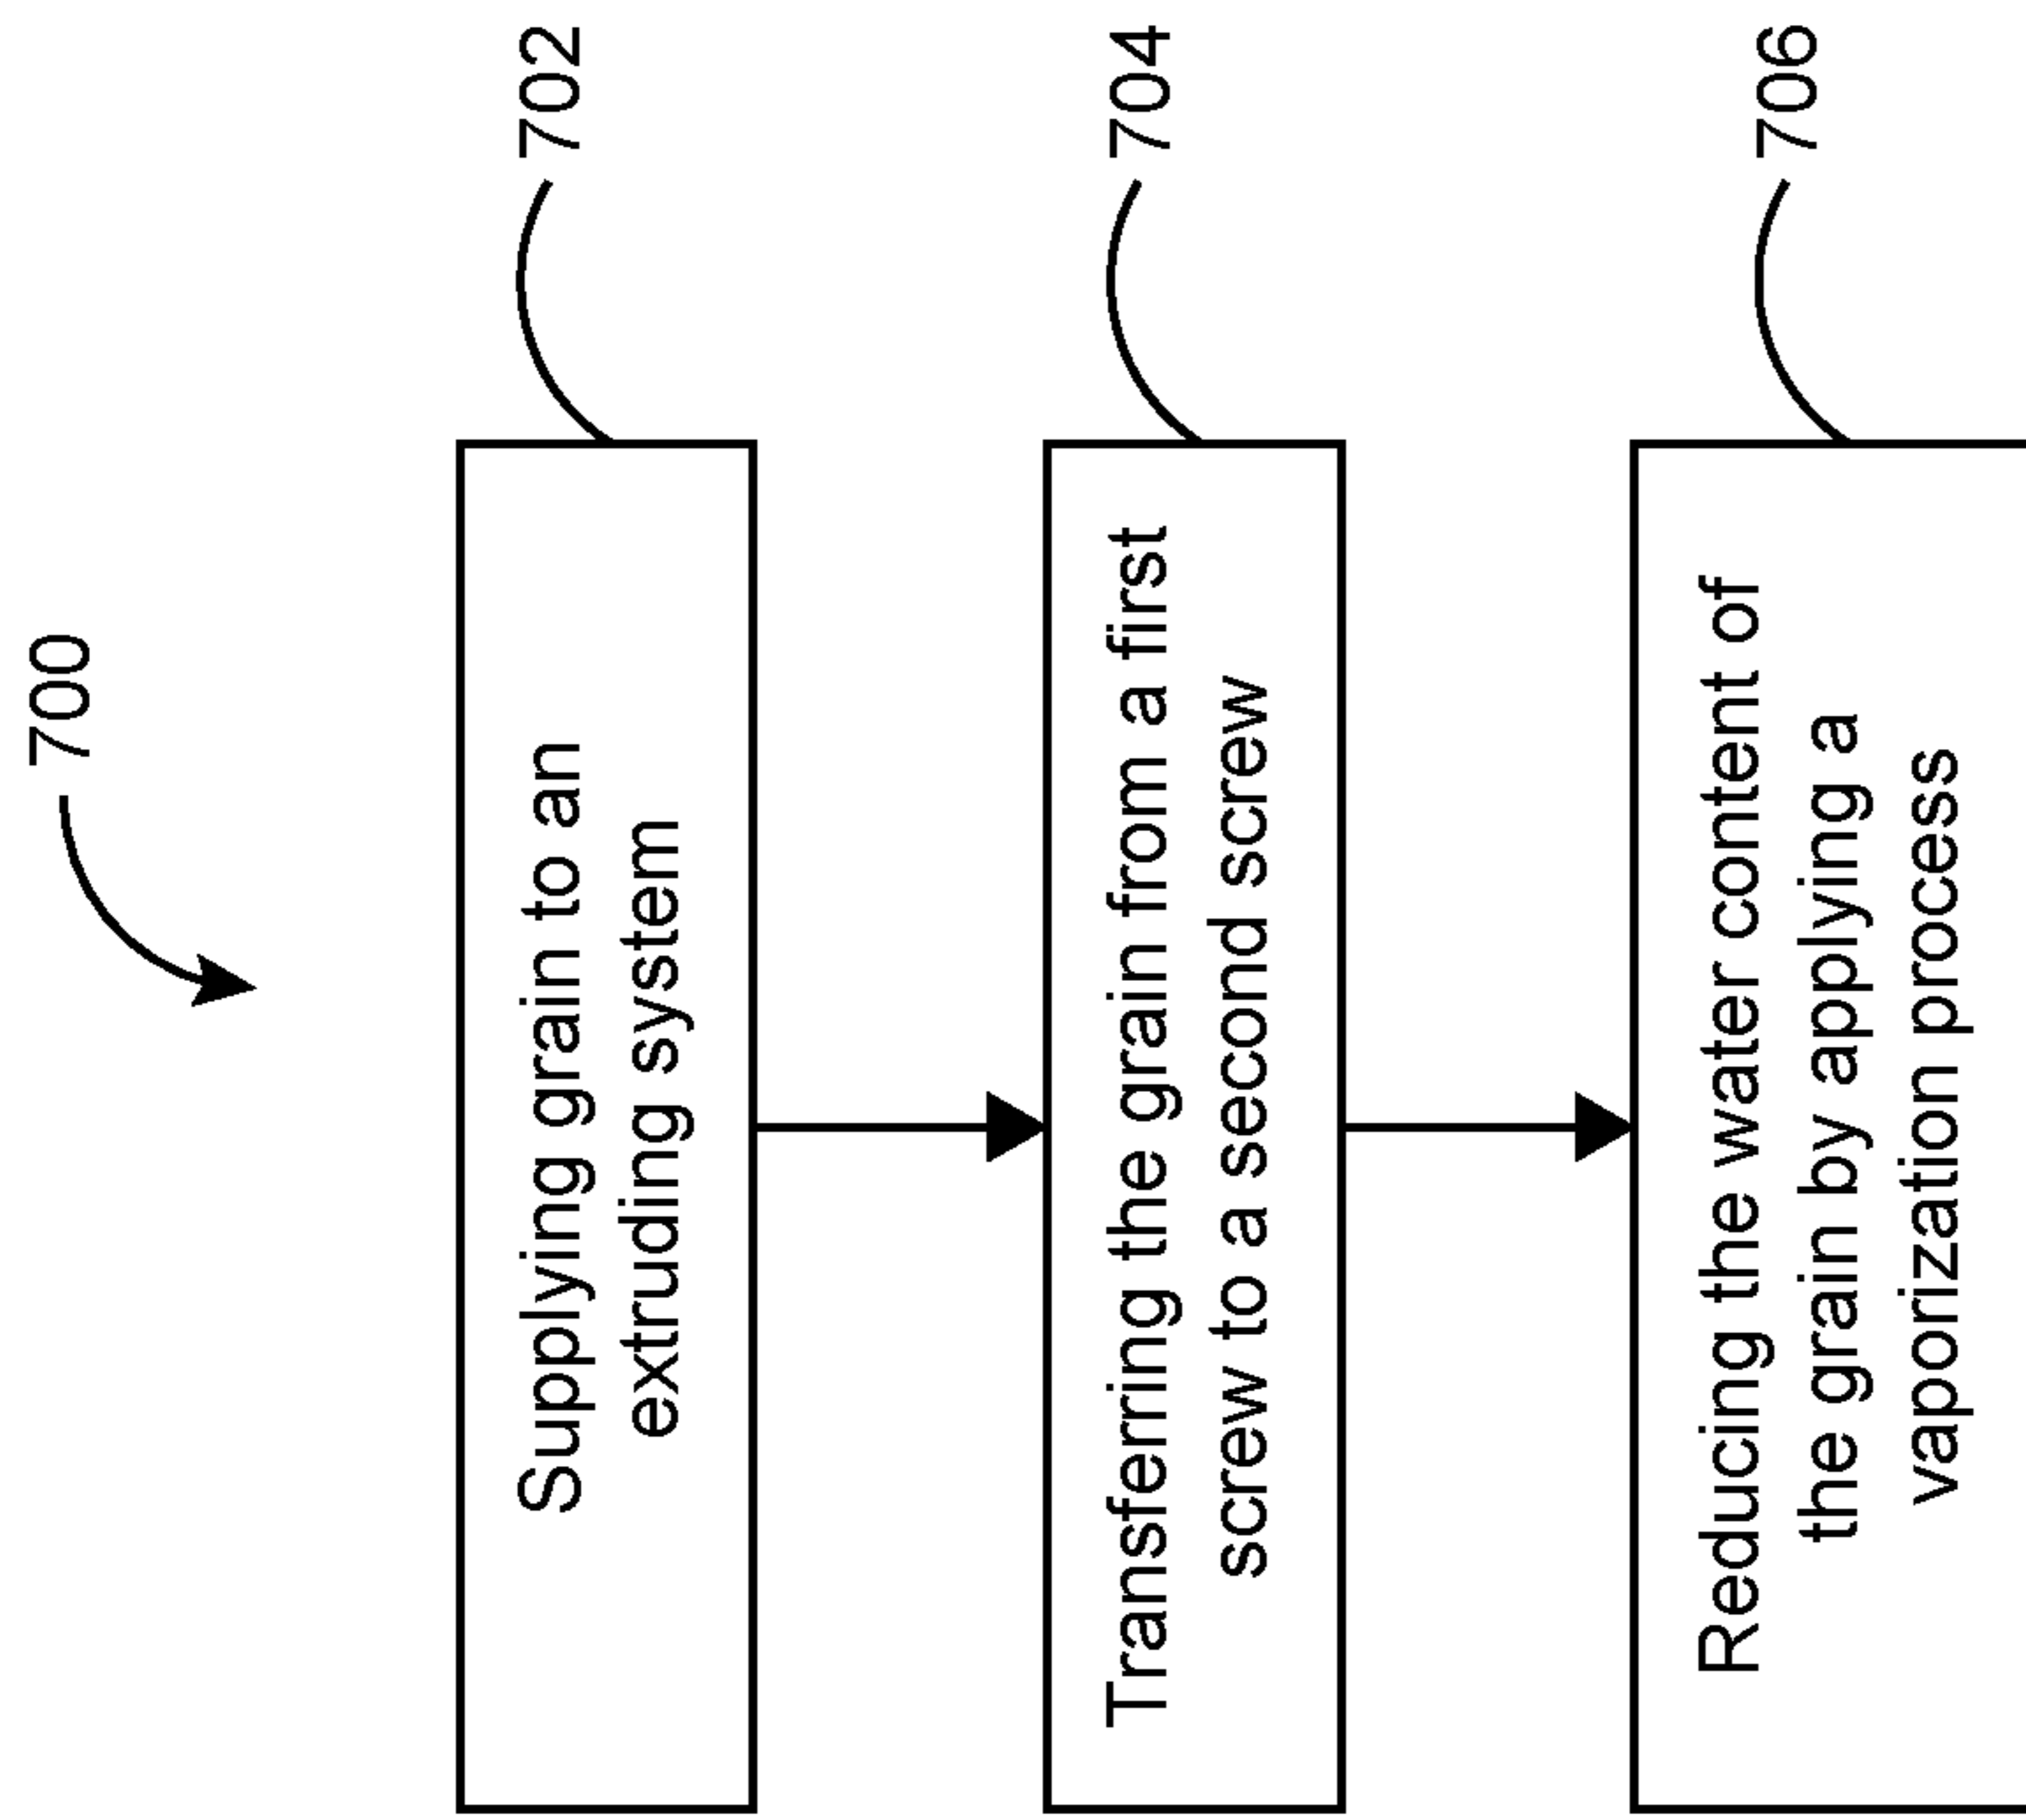 700
Supplying grain to an
extruding system
702
Transferring the grain from a first
screw to a second screw
704
Reducing the water content of
the grain by applying a
vaporization process
706